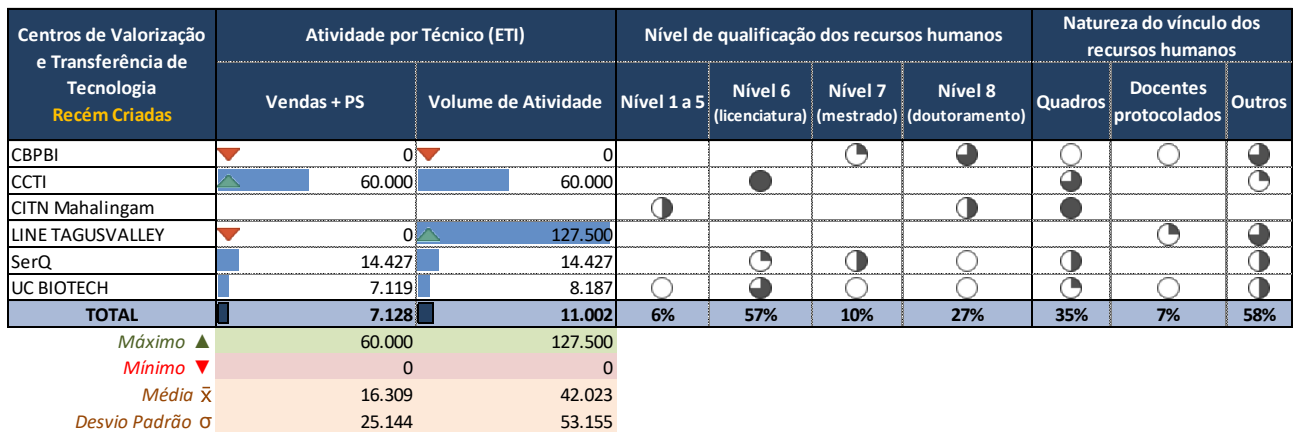 Centros de Valorização e Transferência de Tecnologia
Recém Criadas
Atividade por Técnico (ETI)
Nível de qualificação dos recursos humanos
Natureza do vínculo dos recursos humanos
Vendas + PS
Volume de Atividade
Nível 1 a 5
Nível 6 (licenciatura)
Nível 7 (mestrado)
Nível 8 (doutoramento)
Quadros
Docentes protocolados
Outros
CBPBI 0 0
CCTI 60.000 60.000
CITN Mahalingam
LINE TAGUSVALLEY 0 127.500
SerQ 14.427 14.427
UC BIOTECH 7.119 8.187
TOTAL 7.128 11.002 6% 57% 10% 27% 35% 7% 58%
Máximo ▲ 60.000 127.500
Mínimo ▼ 0 0
Média x̄ 16.309 42.023
Desvio Padrão σ 25.144 53.155